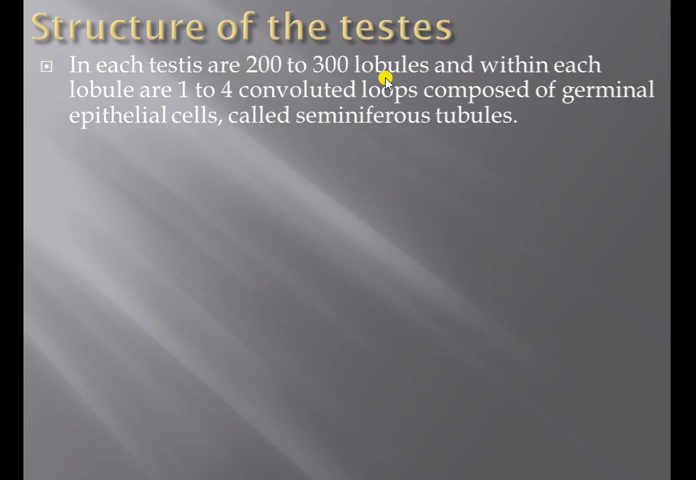 Structure of the testes
In each testis are 200 to 300 lobules and within each
lobule are 1 to 4 convoluted loops composed of germinal
epithelial cells, called seminiferous tubules.